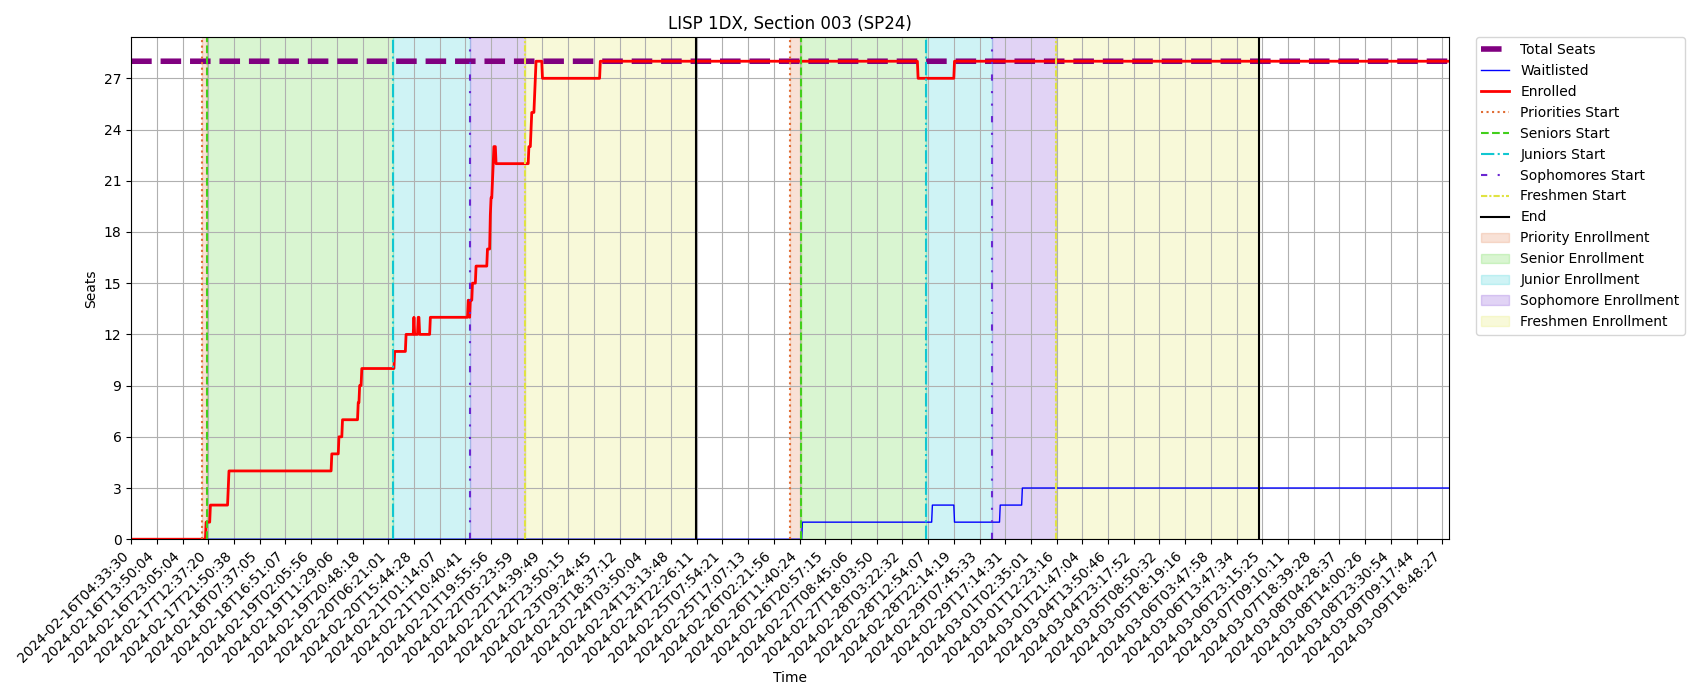 LISP 1DX, Section 003 (SP24)
Total Seats
Waitlisted
Enrolled
Priorities Start
Seniors Start
Juniors Start
Sophomores Start
Freshmen Start
End
Priority Enrollment
Senior Enrollment
Junior Enrollment
Sophomore Enrollment
Freshmen Enrollment
Seats
27
24
21
18
15
12
9
6
3
0
2024-02-16T04:33:30
2024-02-16T13:50:04
2024-02-16T23:05:04
2024-02-17T12:37:20
2024-02-17T21:50:38
2024-02-18T07:37:05
2024-02-18T16:51:07
2024-02-19T02:05:56
2024-02-19T11:29:06
2024-02-19T20:48:18
2024-02-20T06:21:01
2024-02-20T15:44:28
2024-02-21T01:14:07
2024-02-21T10:40:41
2024-02-21T19:55:56
2024-02-22T05:23:59
2024-02-22T14:39:49
2024-02-22T23:50:15
2024-02-23T09:24:45
2024-02-23T18:37:12
2024-02-24T03:50:04
2024-02-24T13:13:48
2024-02-24T22:26:11
2024-02-25T07:54:21
2024-02-25T17:07:13
2024-02-26T02:21:56
2024-02-26T11:40:24
2024-02-26T20:57:15
2024-02-27T08:45:06
2024-02-27T18:03:50
2024-02-28T03:22:32
2024-02-28T12:54:07
2024-02-28T22:14:19
2024-02-29T07:45:33
2024-02-29T17:14:31
2024-03-01T02:35:01
2024-03-01T12:23:16
2024-03-01T21:47:04
2024-03-04T13:50:46
2024-03-04T23:17:52
2024-03-05T08:50:32
2024-03-05T18:19:16
2024-03-06T03:47:58
2024-03-06T13:47:34
2024-03-06T23:15:25
2024-03-07T09:10:11
2024-03-07T18:39:28
2024-03-08T04:28:37
2024-03-08T14:00:26
2024-03-08T23:30:54
2024-03-09T09:17:44
2024-03-09T18:48:27
Time